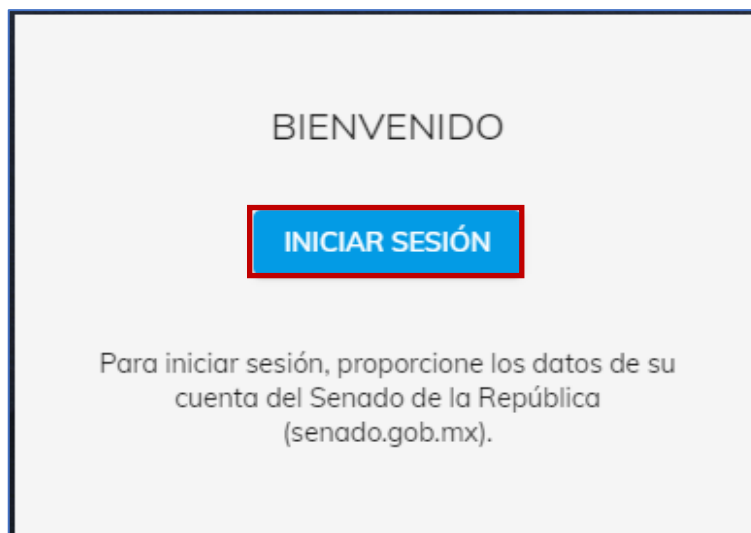 BIENVENIDO
INICIAR SESIÓN
Para iniciar sesión, proporcione los datos de su
cuenta del Senado de la República
(senado.gob.mx).